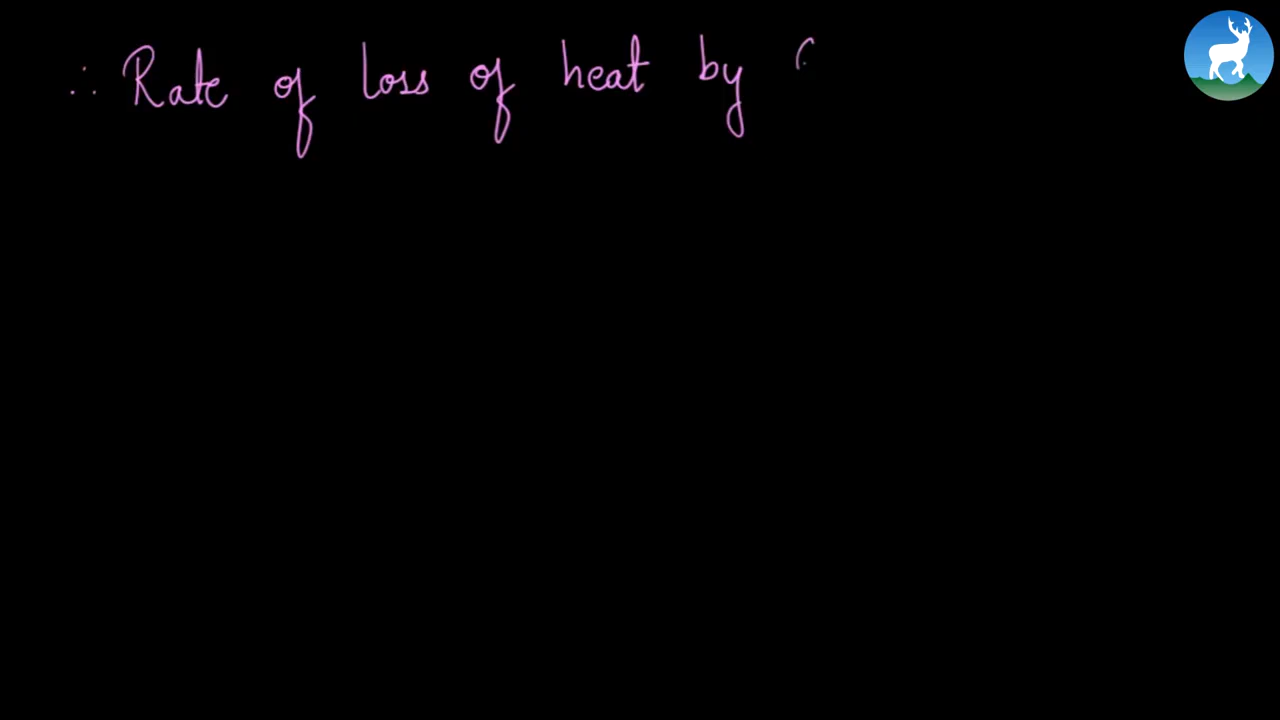 ∴ Rate of loss of heat by